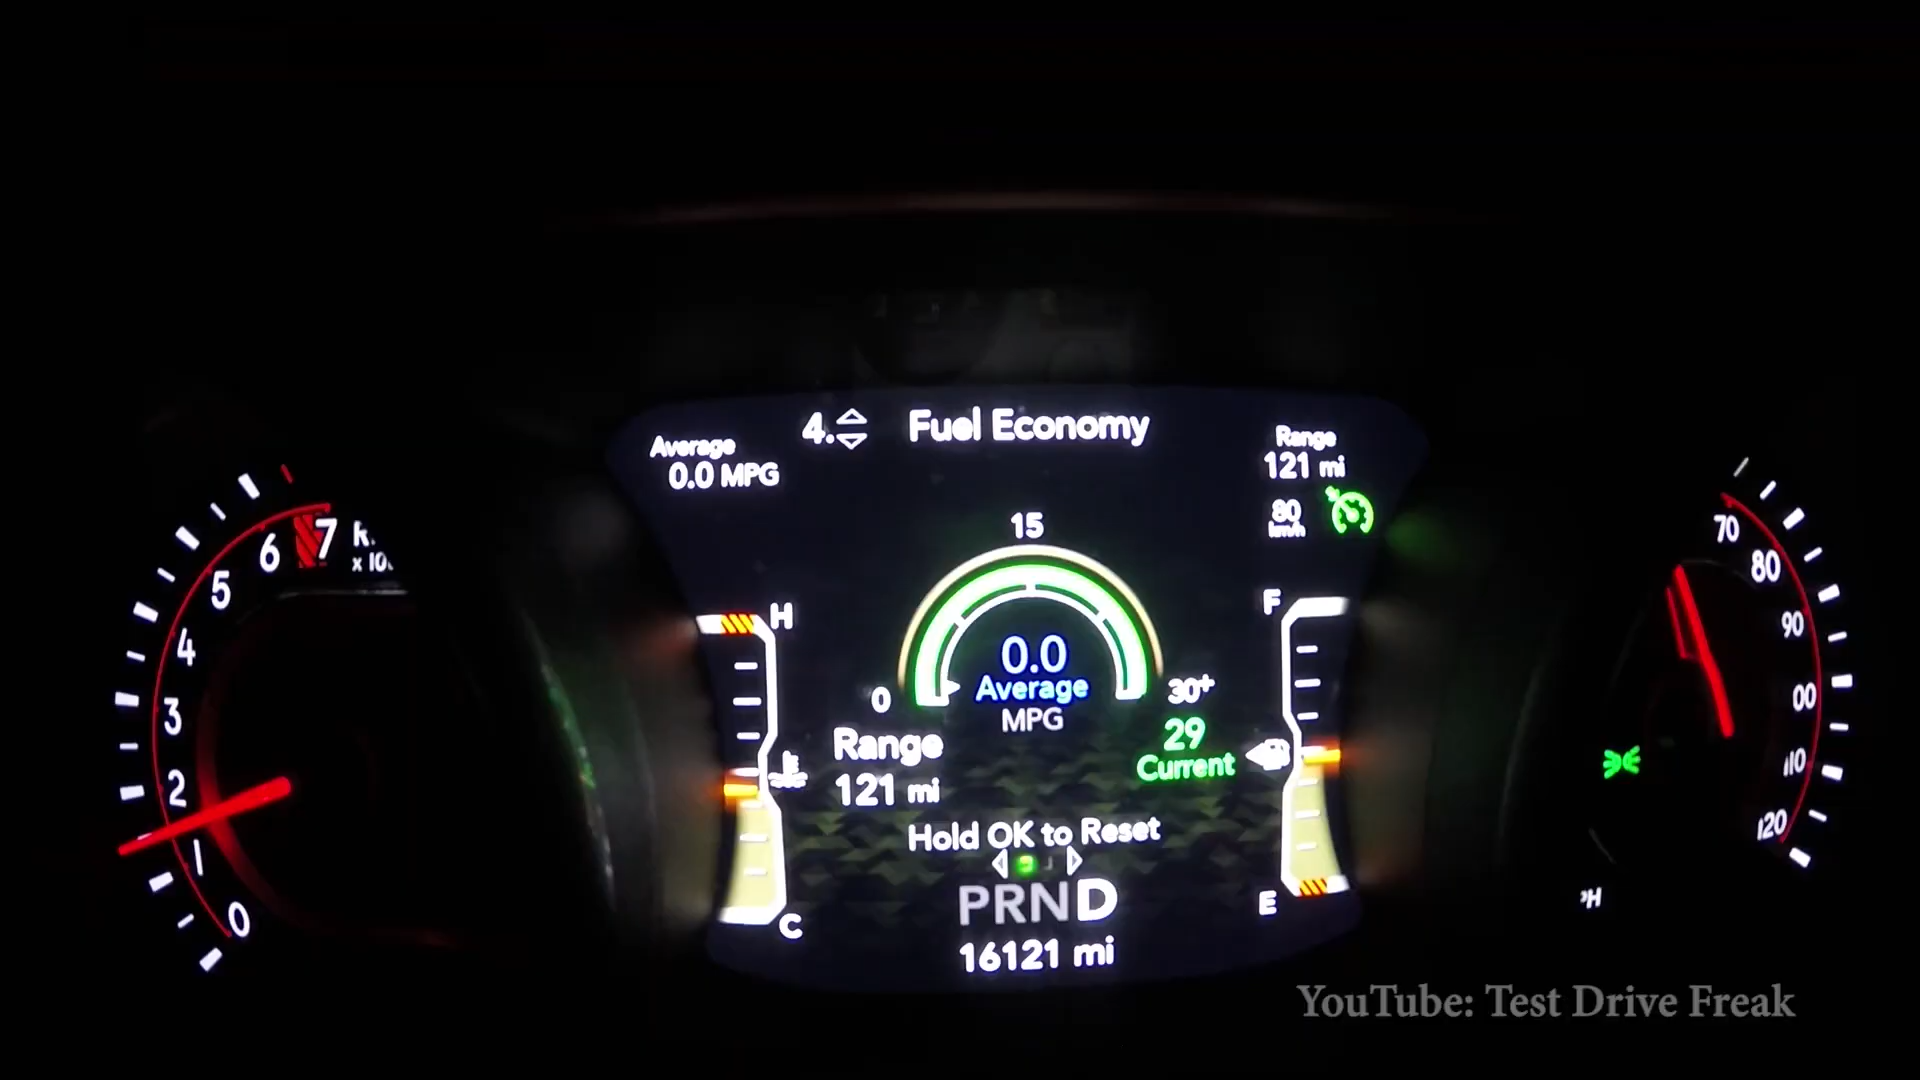 4.
Fuel Economy
Average
0.0 MPG
Range
121 mi
80
km/h
15
0.0
Average
MPG
0
30+
29
Current
Range
121 mi
Hold OK to Reset
PRND
16121 mi
H
C
F
E
7
6
5
4
3
2
1
0
70
80
90
00
110
120
YouTube: Test Drive Freak